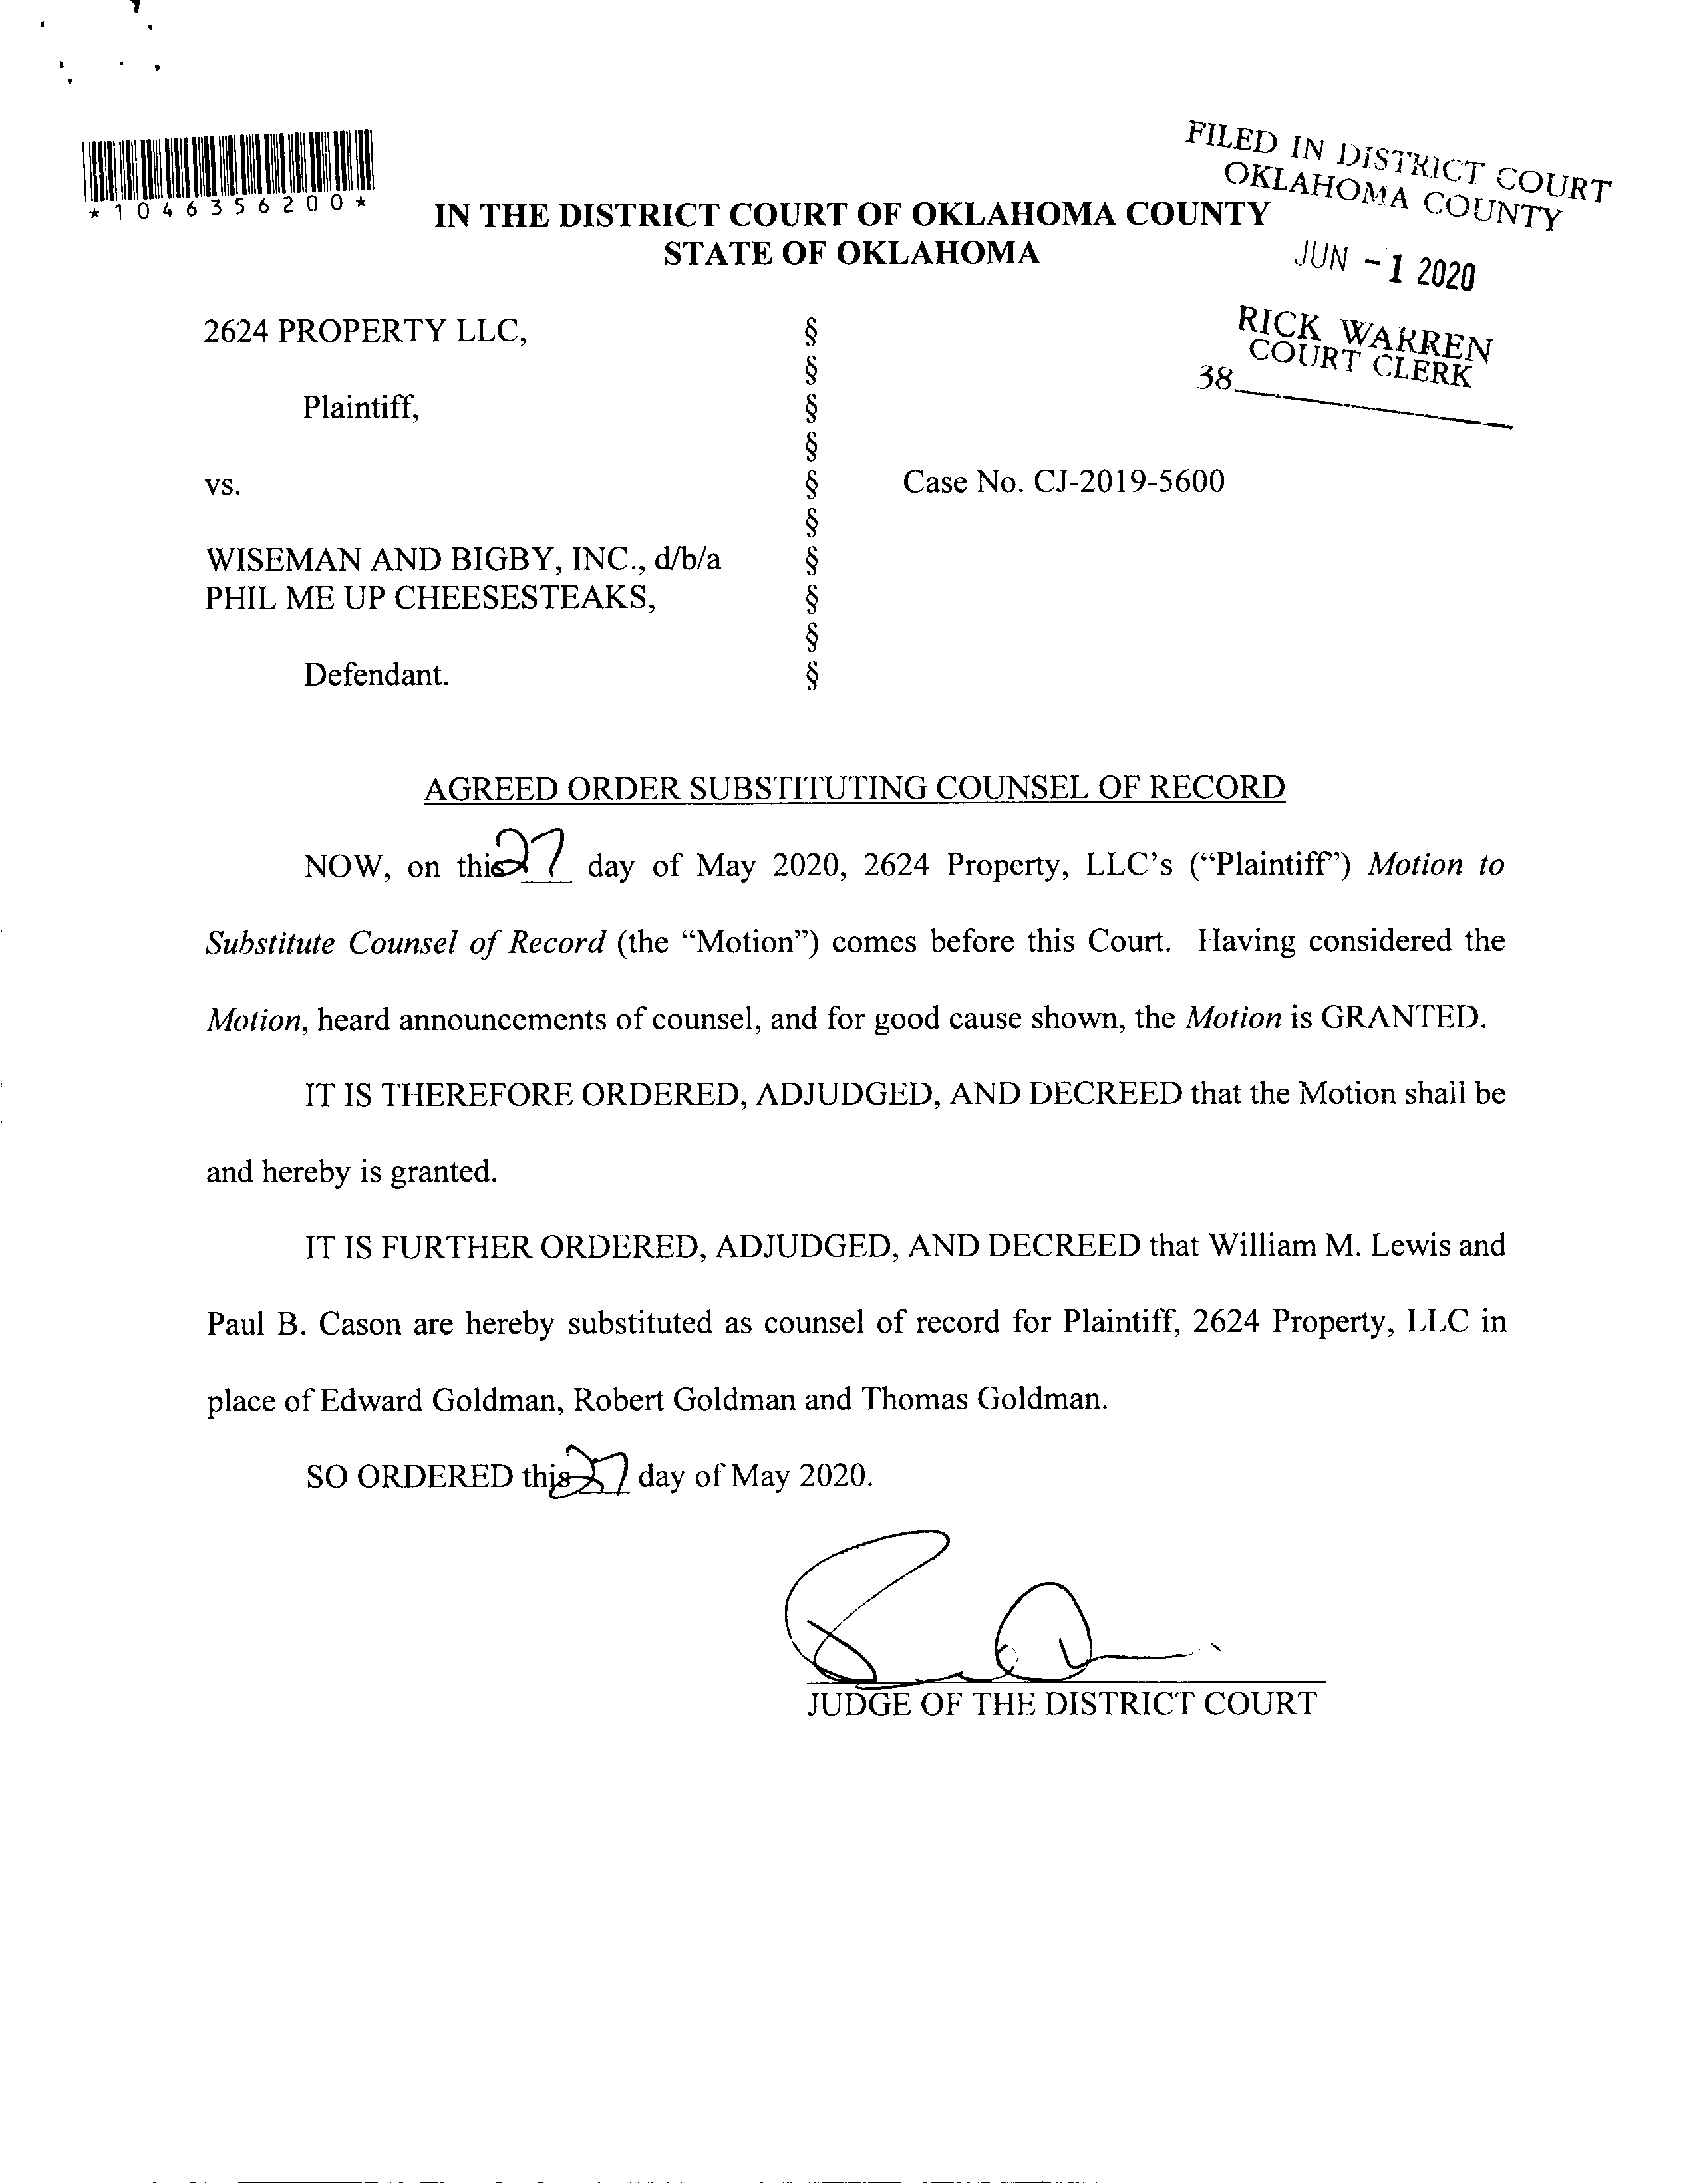 *1046356200*
FILED IN DISTRICT COURT
OKLAHOMA COUNTY
JUN - 1 2020
RICK WARREN
COURT CLERK
38
IN THE DISTRICT COURT OF OKLAHOMA COUNTY
STATE OF OKLAHOMA
2624 PROPERTY LLC, §
§
Plaintiff, §
§
vs. § Case No. CJ-2019-5600
§
WISEMAN AND BIGBY, INC., d/b/a §
PHIL ME UP CHEESESTEAKS, §
§
Defendant. §
AGREED ORDER SUBSTITUTING COUNSEL OF RECORD
NOW, on this 27 day of May 2020, 2624 Property, LLC’s (“Plaintiff”) Motion to
Substitute Counsel of Record (the “Motion”) comes before this Court. Having considered the
Motion, heard announcements of counsel, and for good cause shown, the Motion is GRANTED.
IT IS THEREFORE ORDERED, ADJUDGED, AND DECREED that the Motion shall be
and hereby is granted.
IT IS FURTHER ORDERED, ADJUDGED, AND DECREED that William M. Lewis and
Paul B. Cason are hereby substituted as counsel of record for Plaintiff, 2624 Property, LLC in
place of Edward Goldman, Robert Goldman and Thomas Goldman.
SO ORDERED this 27 day of May 2020.
JUDGE OF THE DISTRICT COURT